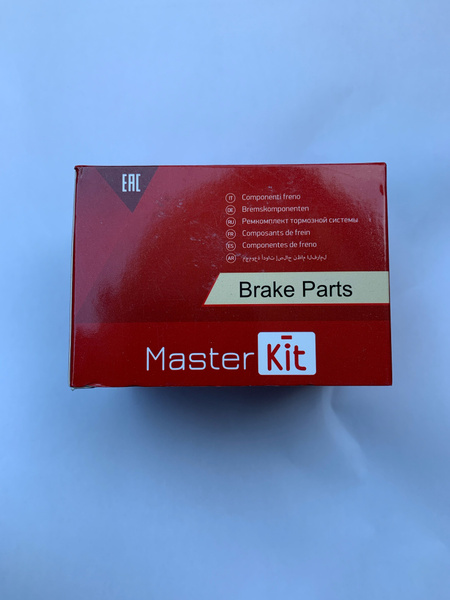 EAC
IT Componenti freno
DE Bremskomponenten
RU Ремкомплект тормозной системы
FR Composants de frein
ES Componentes de freno
AR
Brake Parts
Master Kit